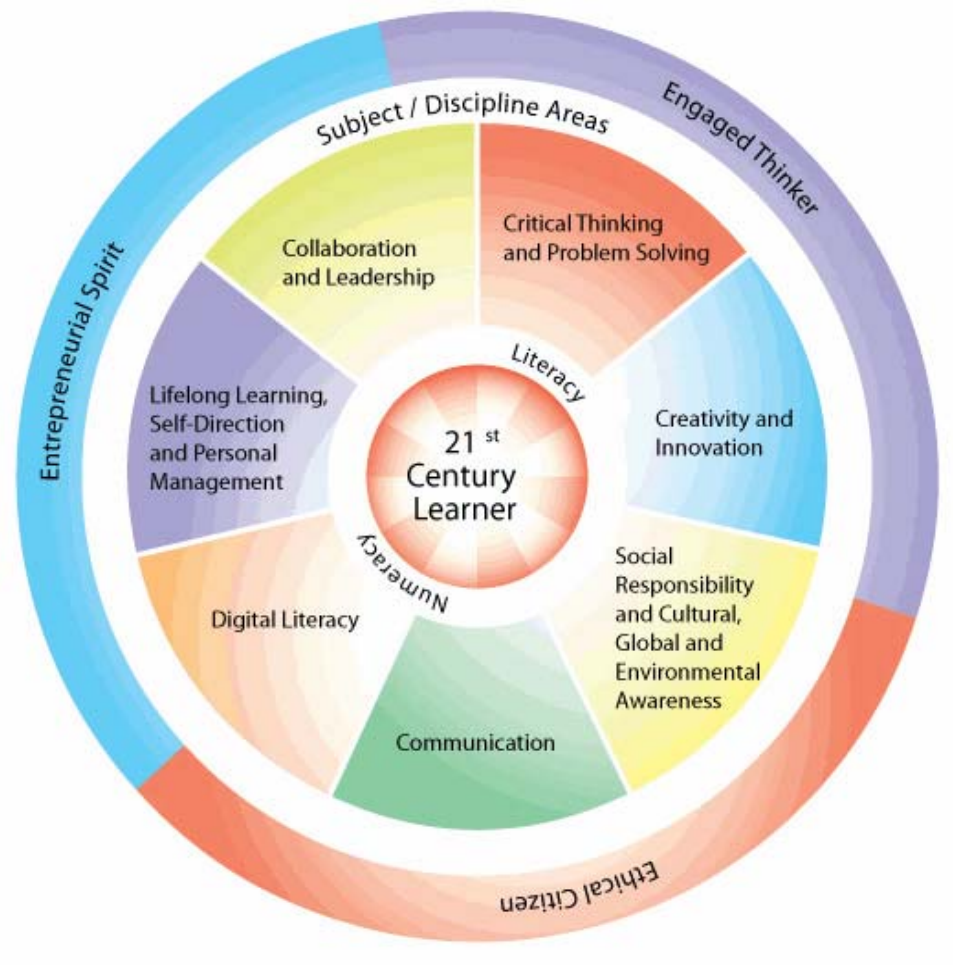 Engaged Thinker
Entrepreneurial Spirit
Subject / Discipline Areas
Critical Thinking
and Problem Solving
Collaboration
and Leadership
Literacy
Lifelong Learning,
Self-Direction
and Personal
Management
21 st
Century
Learner
Creativity and
Innovation
Numeracy
Digital Literacy
Social
Responsibility
and Cultural,
Global and
Environmental
Awareness
Communication
Ethical Citizen